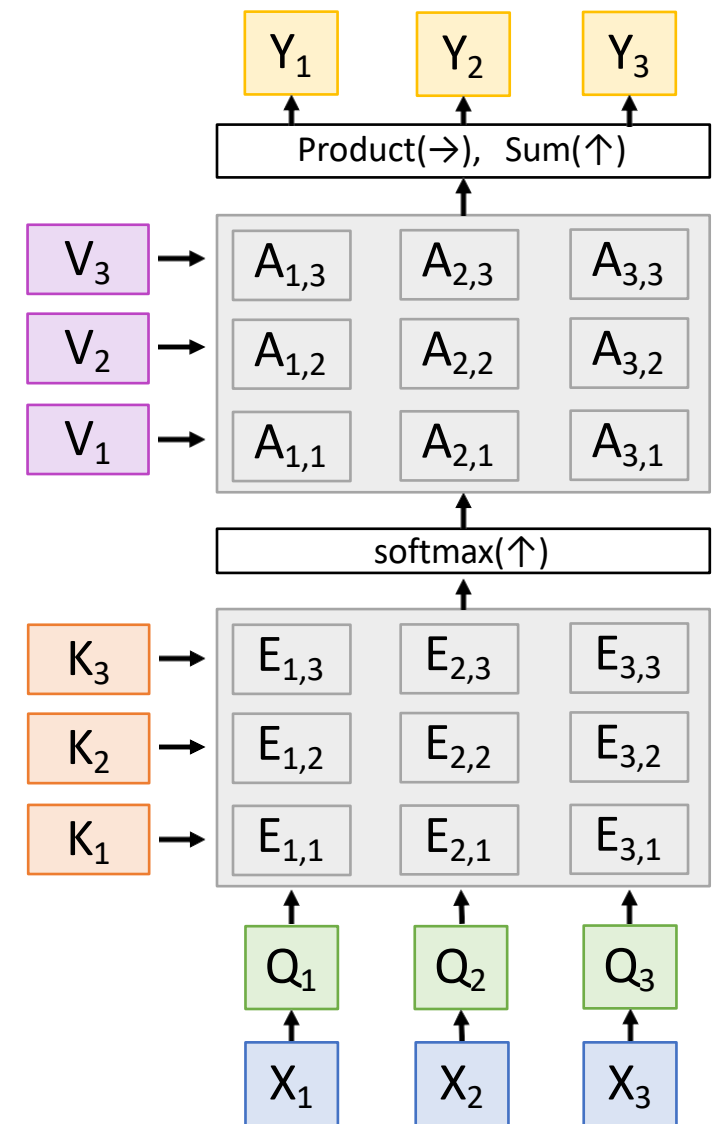 Y₁ Y₂ Y₃
Product(→), Sum(↑)
V₃ A₁,₃ A₂,₃ A₃,₃
V₂ A₁,₂ A₂,₂ A₃,₂
V₁ A₁,₁ A₂,₁ A₃,₁
softmax(↑)
K₃ E₁,₃ E₂,₃ E₃,₃
K₂ E₁,₂ E₂,₂ E₃,₂
K₁ E₁,₁ E₂,₁ E₃,₁
Q₁ Q₂ Q₃
X₁ X₂ X₃